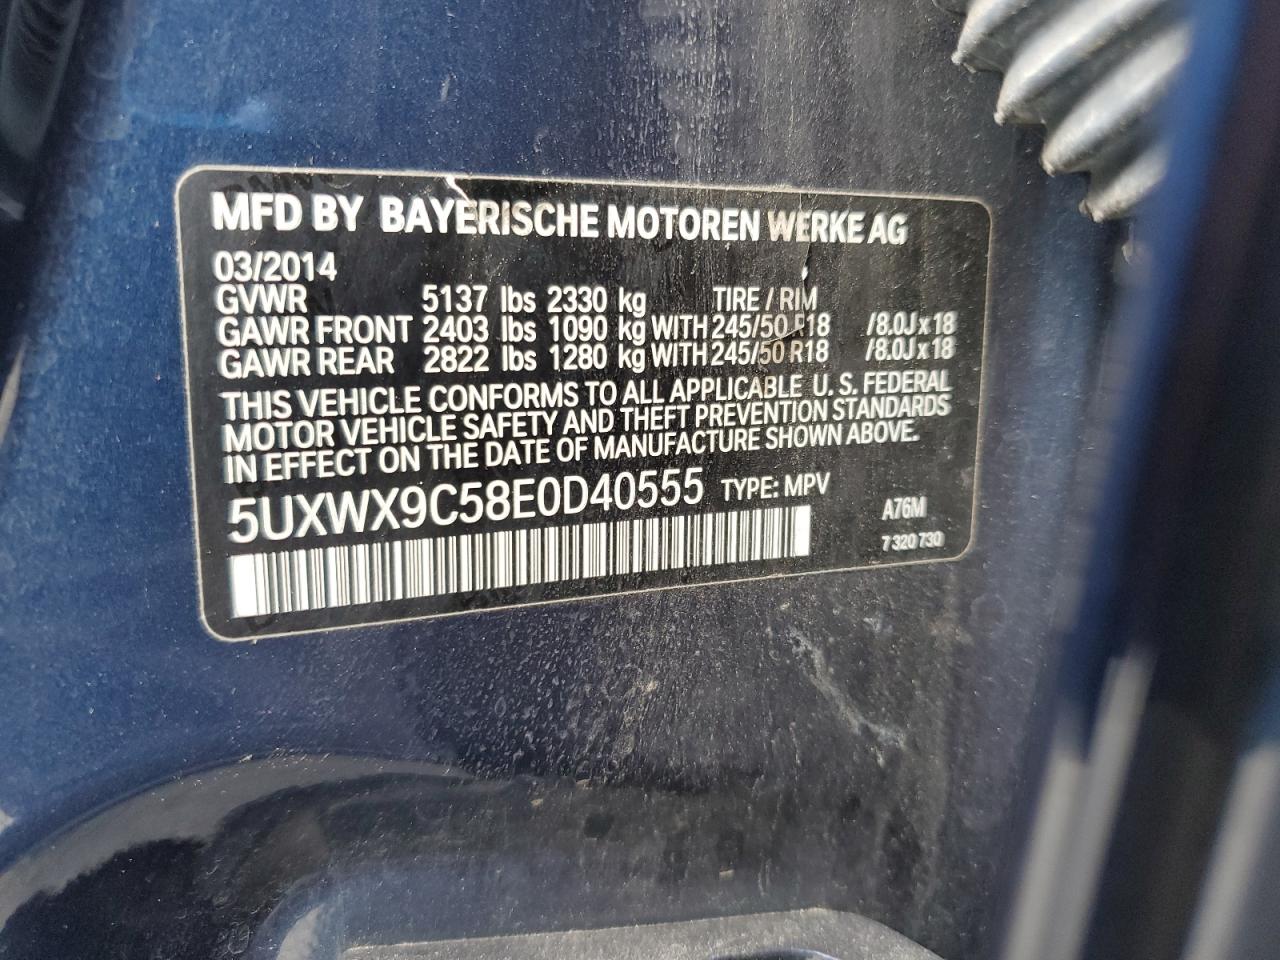 MFD BY BAYERISCHE MOTOREN WERKE AG
03/2014
GVWR 5137 lbs 2330 kg TIRE / RIM
GAWR FRONT 2403 lbs 1090 kg WITH 245/50 R18 /8.0J x 18
GAWR REAR 2822 lbs 1280 kg WITH 245/50 R18 /8.0J x 18
THIS VEHICLE CONFORMS TO ALL APPLICABLE U. S. FEDERAL
MOTOR VEHICLE SAFETY AND THEFT PREVENTION STANDARDS
IN EFFECT ON THE DATE OF MANUFACTURE SHOWN ABOVE.
5UXWX9C58E0D40555 TYPE: MPV
A76M
7 320 730